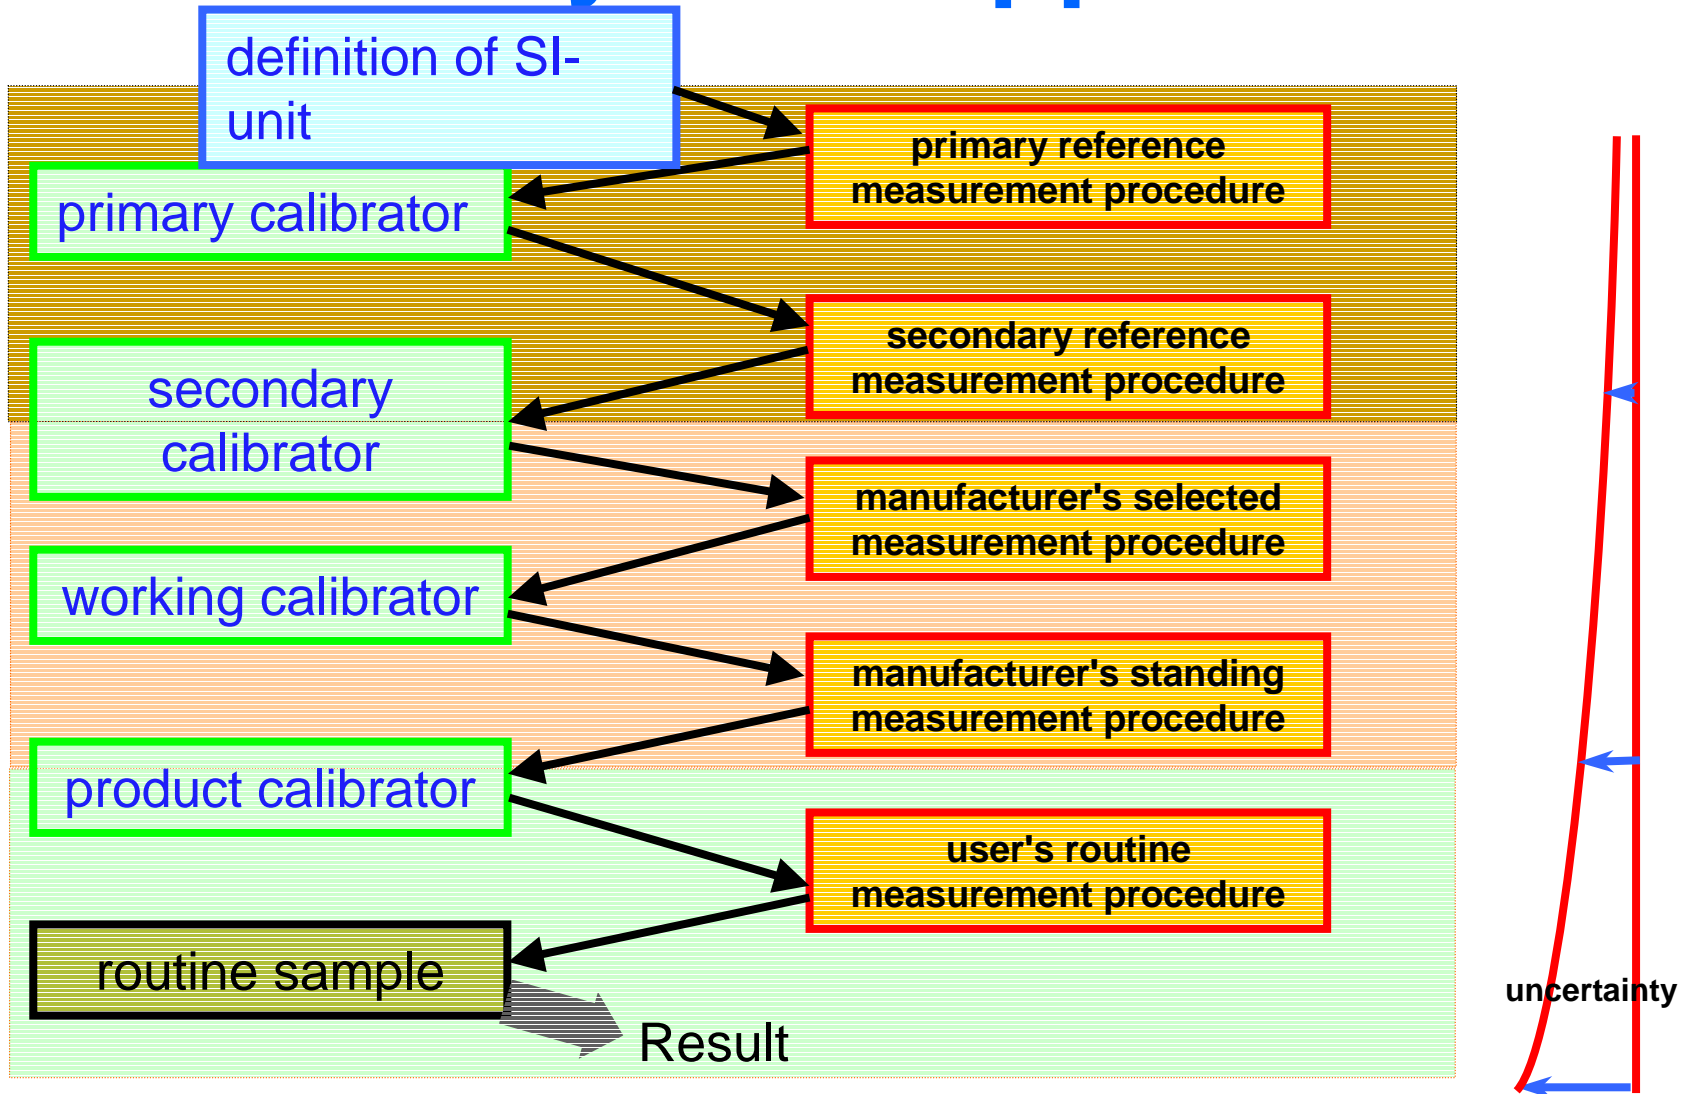 definition of SI-
unit
primary reference
measurement procedure
primary calibrator
secondary reference
measurement procedure
secondary
calibrator
manufacturer's selected
measurement procedure
working calibrator
manufacturer's standing
measurement procedure
product calibrator
user's routine
measurement procedure
routine sample
uncertainty
Result